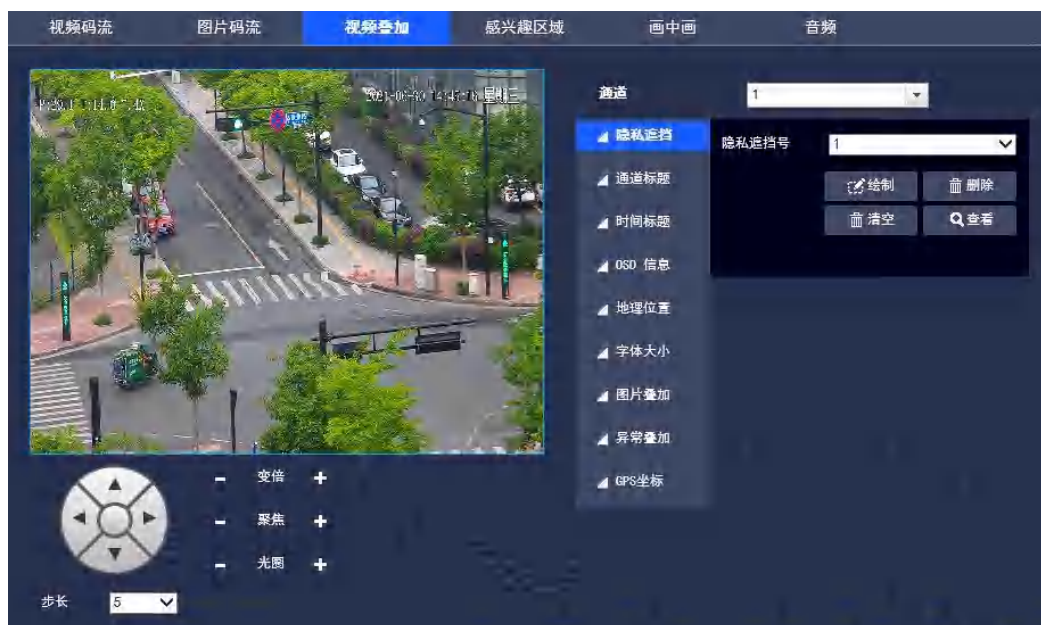 视频码流 图片码流 视频叠加 感兴趣区域 画中画 音频
通道 1
隐私遮挡
通道标题
时间标题
OSD 信息
地理位置
字体大小
图片叠加
异常叠加
GPS坐标
隐私遮挡号 1
绘制 删除
清空 查看
- 变倍 +
- 聚焦 +
- 光圈 +
步长 5